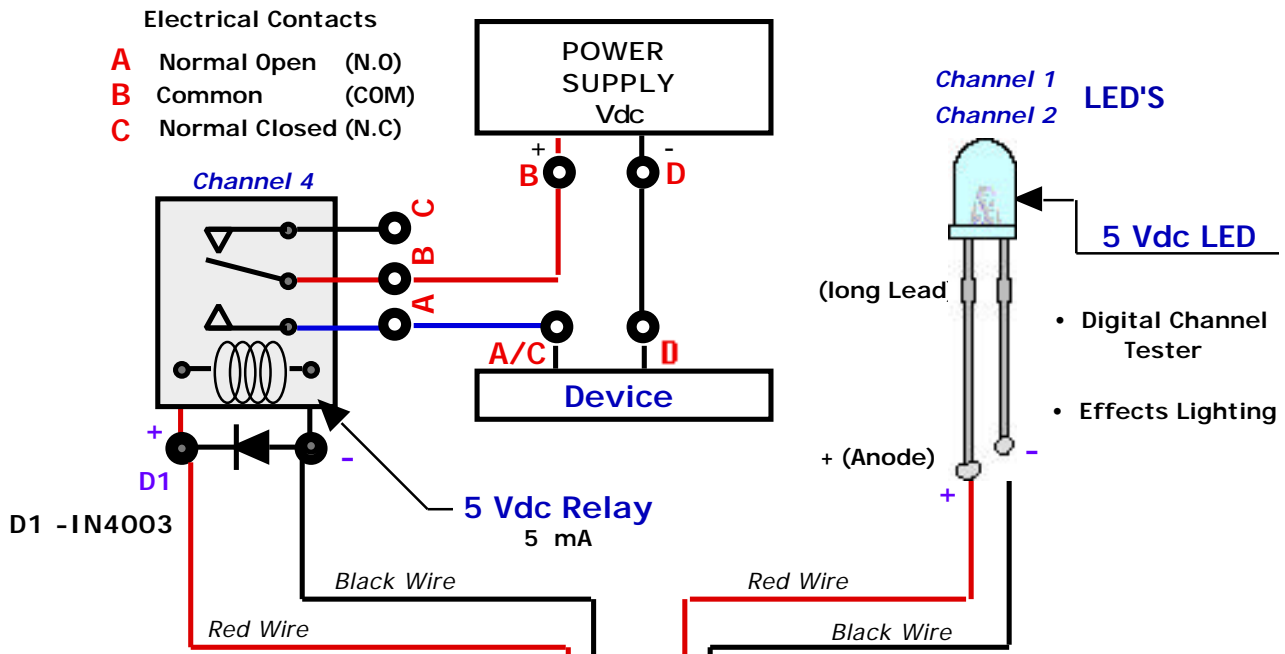 Electrical Contacts
A Normal Open (N.O)
B Common (COM)
C Normal Closed (N.C)
POWER
SUPPLY
Vdc
+
-
B
D
Channel 4
C
B
A
A/C
D
Device
+
-
D1
D1 -IN4003
5 Vdc Relay
5 mA
Black Wire
Red Wire
Channel 1
Channel 2
LED'S
5 Vdc LED
(long Lead)
• Digital Channel
Tester
• Effects Lighting
+ (Anode)
-
+
Red Wire
Black Wire